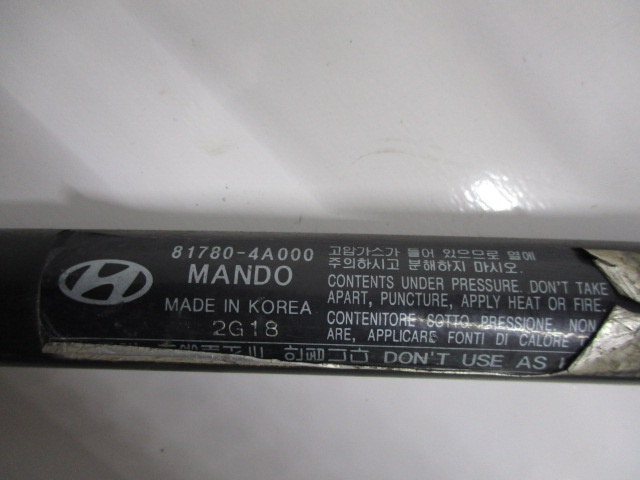 81780-4A000
MANDO
MADE IN KOREA
2G18
고압가스가 들어 있으므로 열에
주의하시고 분해하지 마시오.
CONTENTS UNDER PRESSURE. DON'T TAKE
APART, PUNCTURE, APPLY HEAT OR FIRE.
CONTENITORE SOTTO PRESSIONE, NON
ARE, APPLICARE FONTI DI CALORE
DON'T USE AS